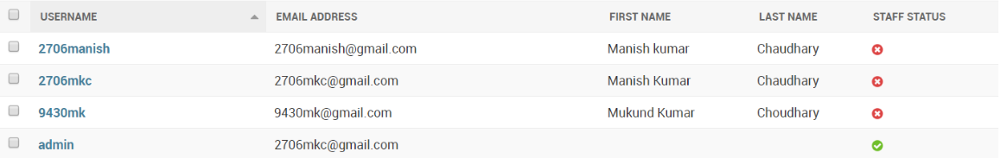 USERNAME EMAIL ADDRESS FIRST NAME LAST NAME STAFF STATUS
2706manish 2706manish@gmail.com Manish kumar Chaudhary
2706mkc 2706mkc@gmail.com Manish Kumar Chaudhary
9430mk 9430mk@gmail.com Mukund Kumar Choudhary
admin 2706mkc@gmail.com